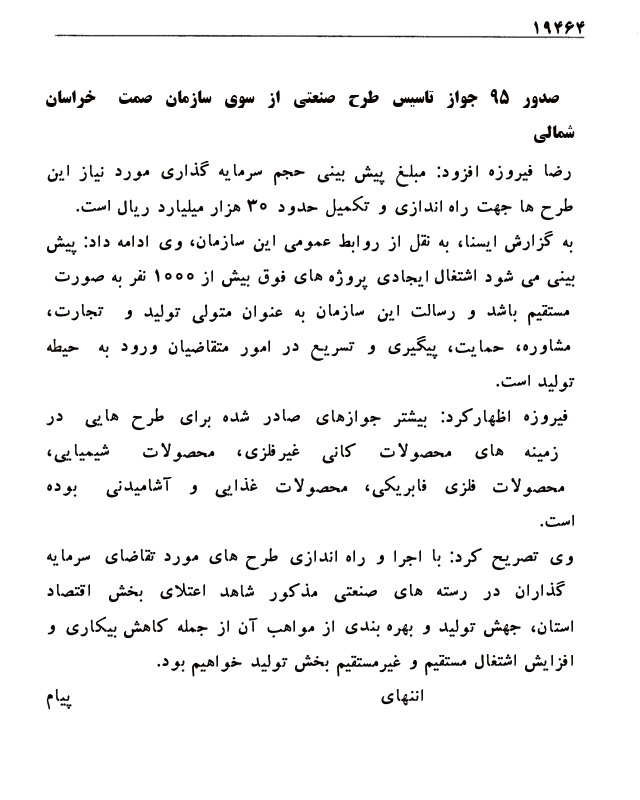 ۱۹۴۶۴
صدور ۹۵ جواز تاسیس طرح صنعتی از سوی سازمان صمت خراسان
شمالی
رضا فیروزه افزود: مبلغ پیش بینی حجم سرمایه گذاری مورد نیاز این
طرح ها جهت راه اندازی و تکمیل حدود ۳۰ هزار میلیارد ریال است.
به گزارش ایسنا، به نقل از روابط عمومی این سازمان، وی ادامه داد: پیش
بینی می شود اشتغال ایجادی پروژه های فوق بیش از ۱۰۰۰ نفر به صورت
مستقیم باشد و رسالت این سازمان به عنوان متولی تولید و تجارت،
مشاوره، حمایت، پیگیری و تسریع در امور متقاضیان ورود به حیطه
تولید است.
فیروزه اظهارکرد: بیشتر جوازهای صادر شده برای طرح هایی در
زمینه های محصولات کانی غیرفلزی، محصولات شیمیایی،
محصولات فلزی فابریکی، محصولات غذایی و آشامیدنی بوده
است.
وی تصریح کرد: با اجرا و راه اندازی طرح های مورد تقاضای سرمایه
گذاران در رسته های صنعتی مذکور شاهد اعتلای بخش اقتصاد
استان، جهش تولید و بهره بندی از مواهب آن از جمله کاهش بیکاری و
افزایش اشتغال مستقیم و غیرمستقیم بخش تولید خواهیم بود.
انتهای پیام